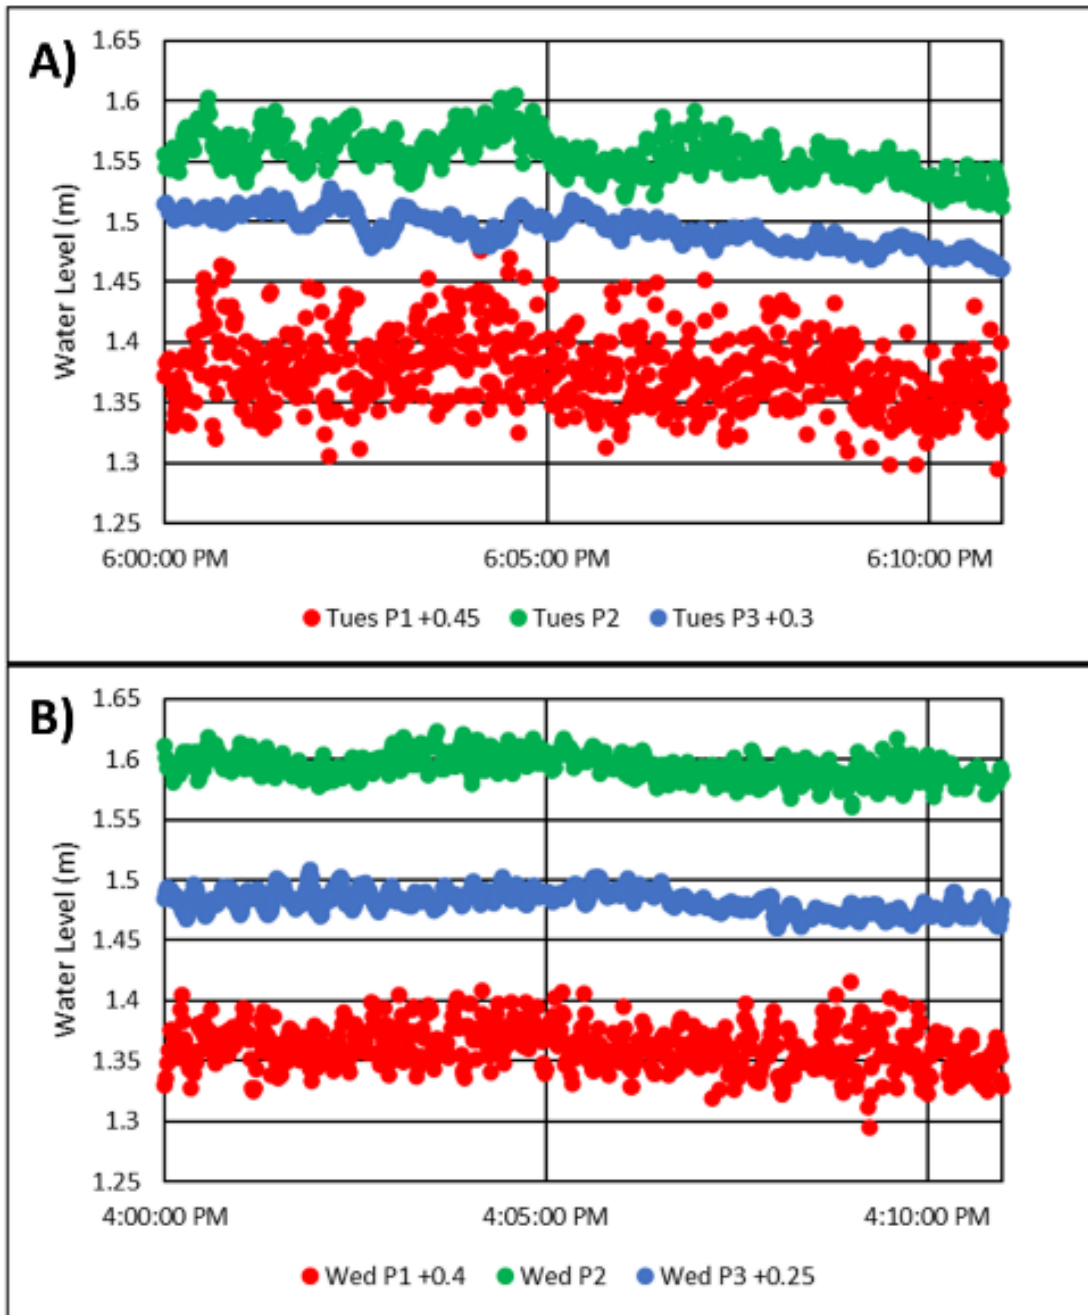 A)
Water Level (m)
1.65
1.6
1.55
1.5
1.45
1.4
1.35
1.3
1.25
6:00:00 PM 6:05:00 PM 6:10:00 PM
Tues P1 +0.45 Tues P2 Tues P3 +0.3
B)
Water Level (m)
1.65
1.6
1.55
1.5
1.45
1.4
1.35
1.3
1.25
4:00:00 PM 4:05:00 PM 4:10:00 PM
Wed P1 +0.4 Wed P2 Wed P3 +0.25